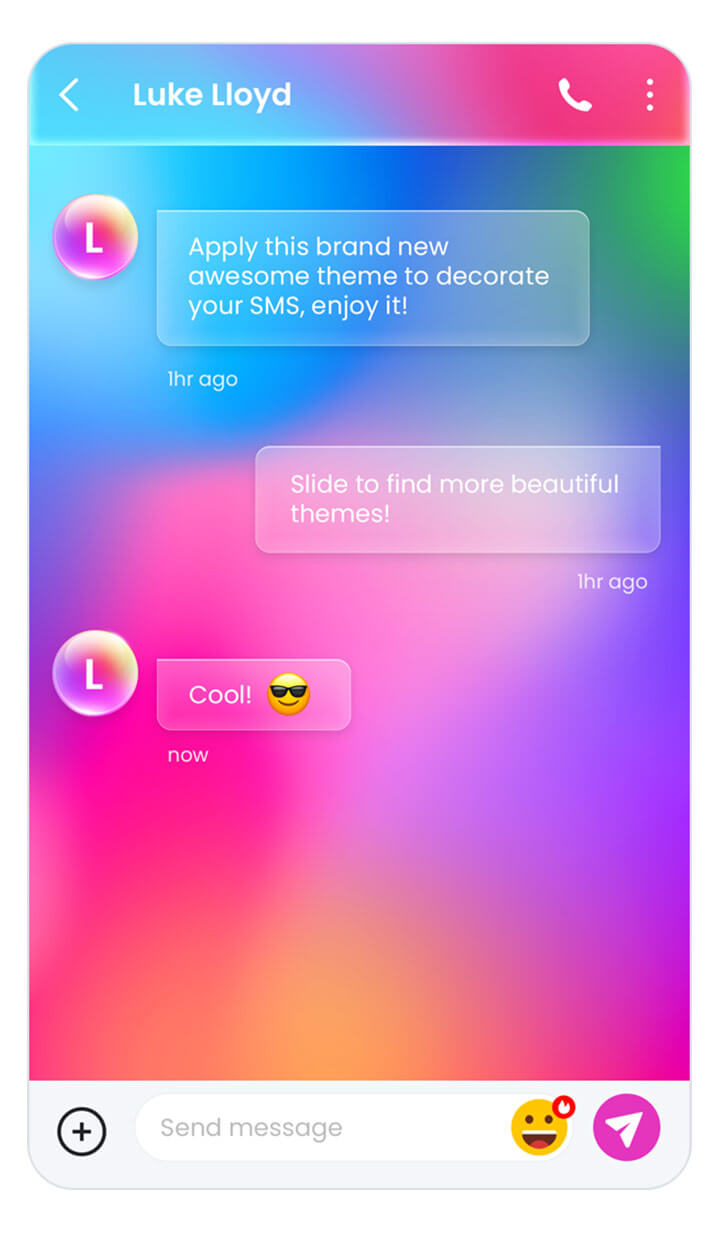 Luke Lloyd
L
Apply this brand new
awesome theme to decorate
your SMS, enjoy it!
1hr ago
Slide to find more beautiful
themes!
1hr ago
L
Cool! 😎
now
Send message